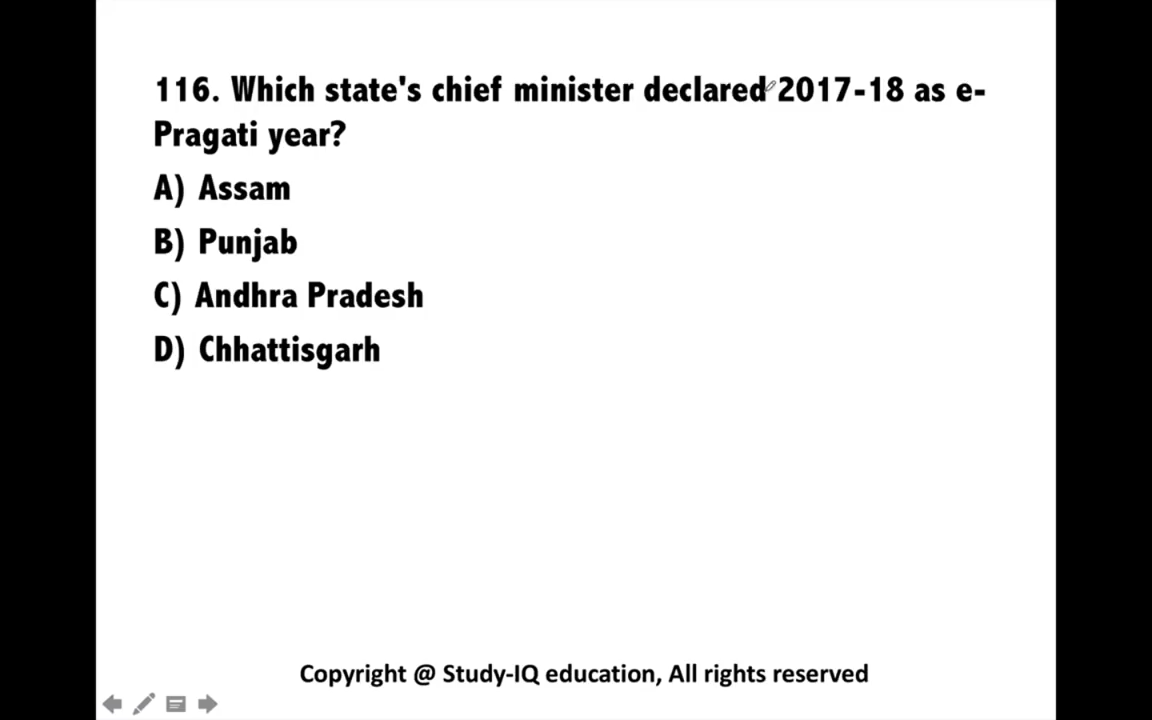 116. Which state's chief minister declared 2017-18 as e-
Pragati year?
A) Assam
B) Punjab
C) Andhra Pradesh
D) Chhattisgarh
Copyright @ Study-IQ education, All rights reserved